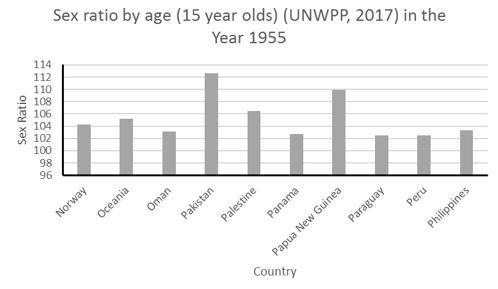 Sex ratio by age (15 year olds) (UNWPP, 2017) in the
Year 1955
114
112
110
108
106
104
102
100
98
96
Sex Ratio
Norway
Oceania
Oman
Pakistan
Palestine
Panama
Papua New Guinea
Paraguay
Peru
Philippines
Country